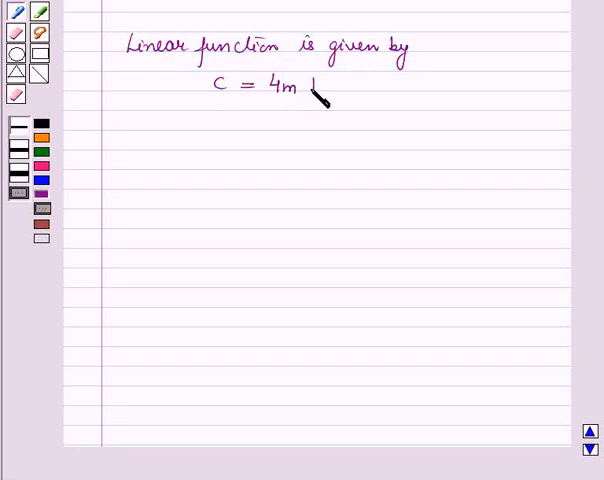 Linear function is given by
C = 4m